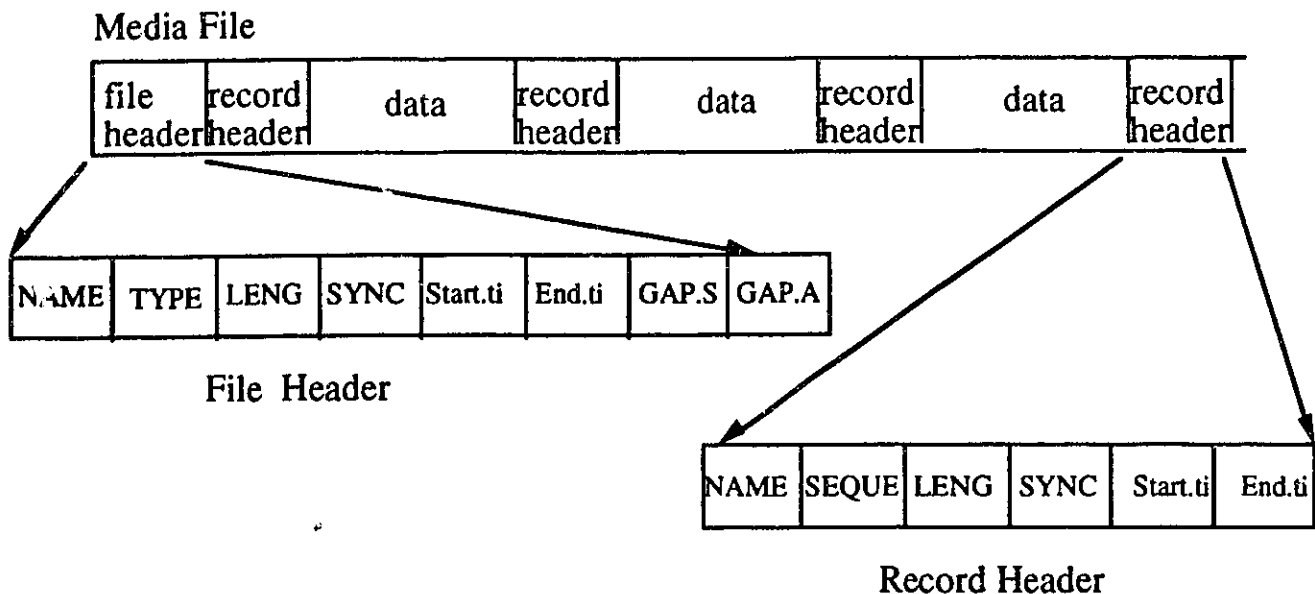 Media File
file header
record header
data
record header
data
record header
data
record header
NAME TYPE LENG SYNC Start.ti End.ti GAP.S GAP.A
File Header
NAME SEQUE LENG SYNC Start.ti End.ti
Record Header